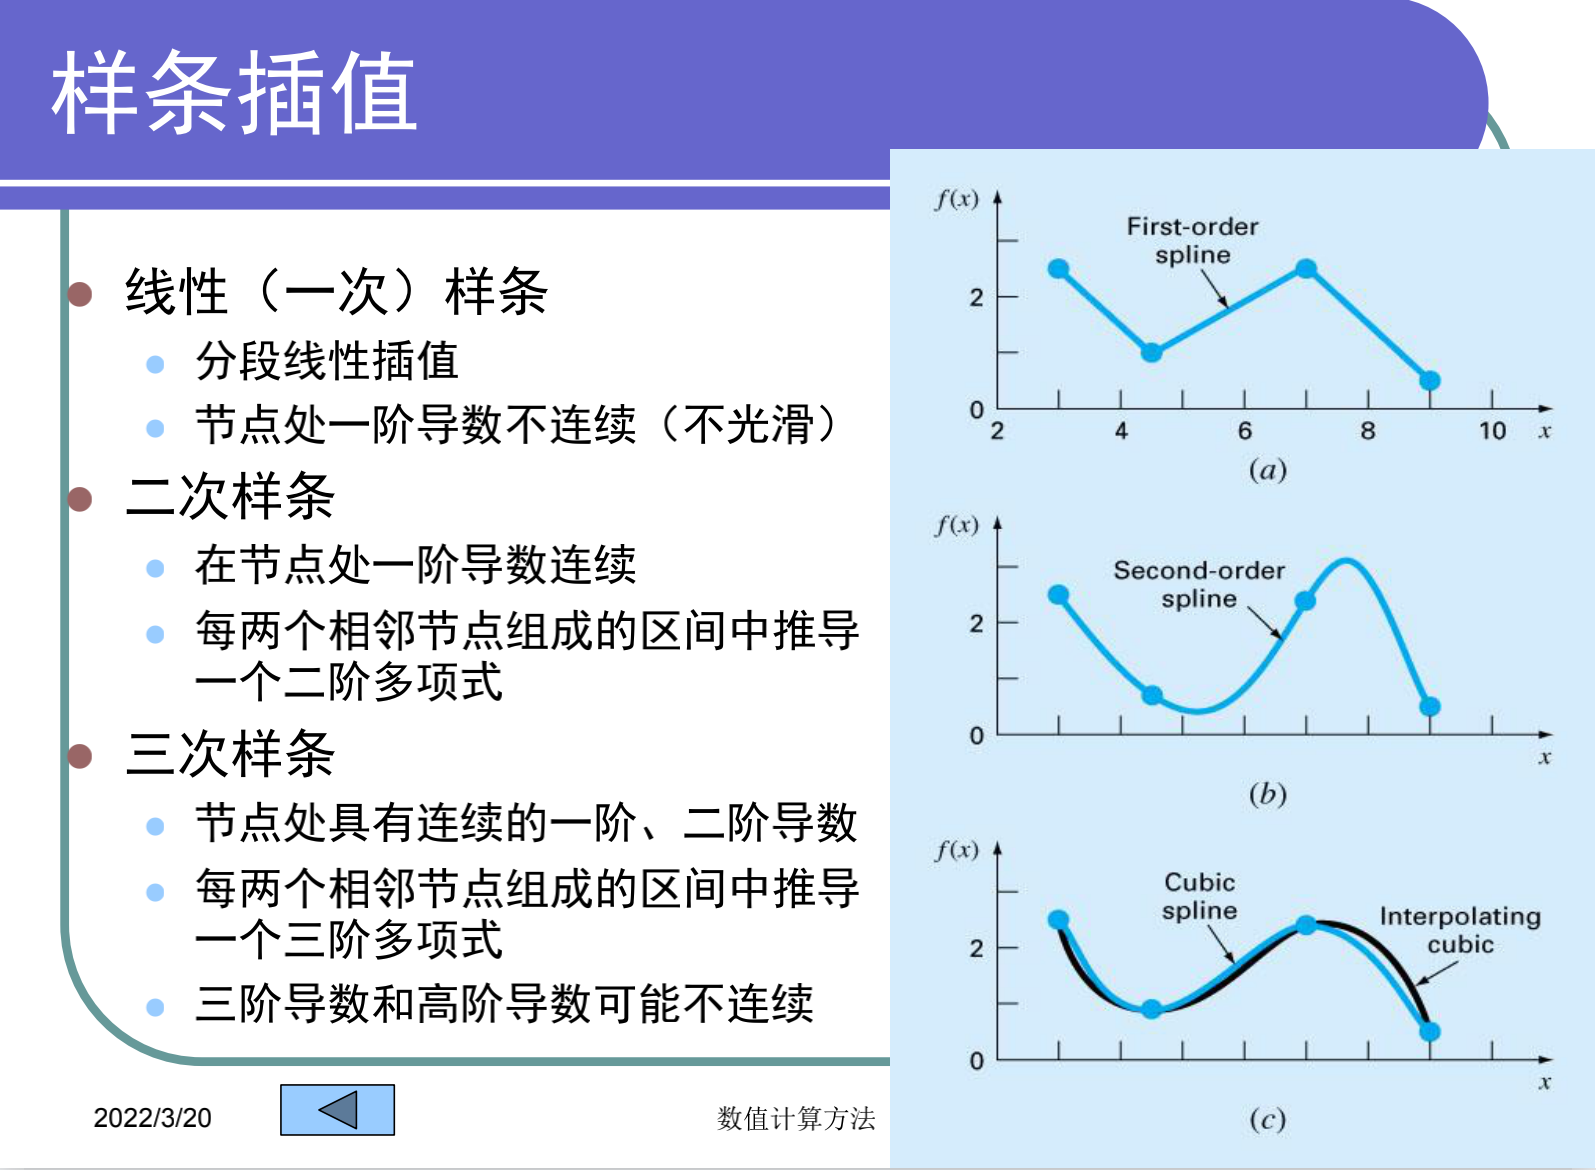 样条插值
线性（一次）样条
分段线性插值
节点处一阶导数不连续（不光滑）
二次样条
在节点处一阶导数连续
每两个相邻节点组成的区间中推导
一个二阶多项式
三次样条
节点处具有连续的一阶、二阶导数
每两个相邻节点组成的区间中推导
一个三阶多项式
三阶导数和高阶导数可能不连续
2022/3/20
数值计算方法
f(x)
First-order
spline
2
0
2 4 6 8 10 x
(a)
f(x)
Second-order
spline
2
0
x
(b)
f(x)
Cubic
spline
Interpolating
cubic
2
0
x
(c)